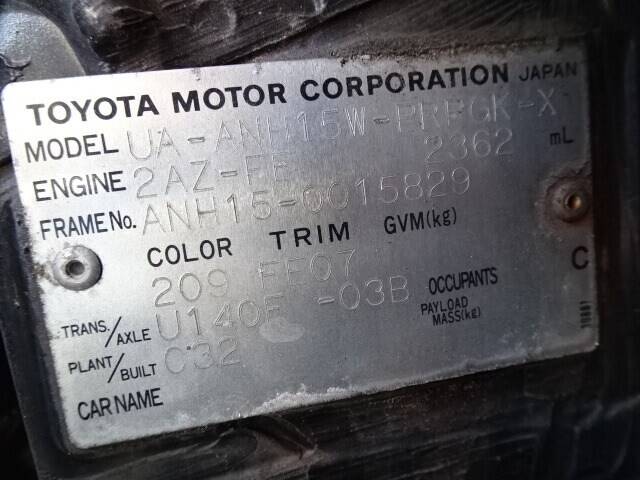 TOYOTA MOTOR CORPORATION JAPAN
MODEL UA-ANH15W-PRPGK-X
ENGINE 2AZ-FE 2362 mL
FRAME No. ANH15-0015829
COLOR TRIM GVM(kg)
209 FF07
TRANS./AXLE U140F -03B OCCUPANTS C
PAYLOAD MASS(kg)
PLANT/BUILT C32
CAR NAME